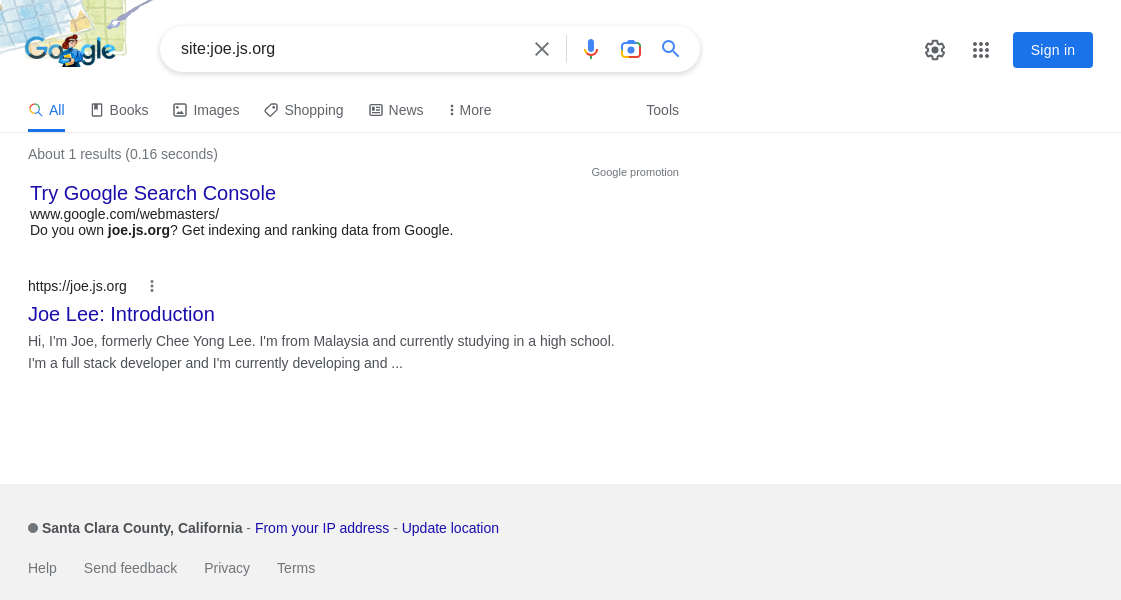 Google
site:joe.js.org
Sign in
All
Books
Images
Shopping
News
More
Tools
About 1 results (0.16 seconds)
Google promotion
Try Google Search Console
www.google.com/webmasters/
Do you own joe.js.org? Get indexing and ranking data from Google.
https://joe.js.org
Joe Lee: Introduction
Hi, I'm Joe, formerly Chee Yong Lee. I'm from Malaysia and currently studying in a high school.
I'm a full stack developer and I'm currently developing and ...
Santa Clara County, California - From your IP address - Update location
Help Send feedback Privacy Terms